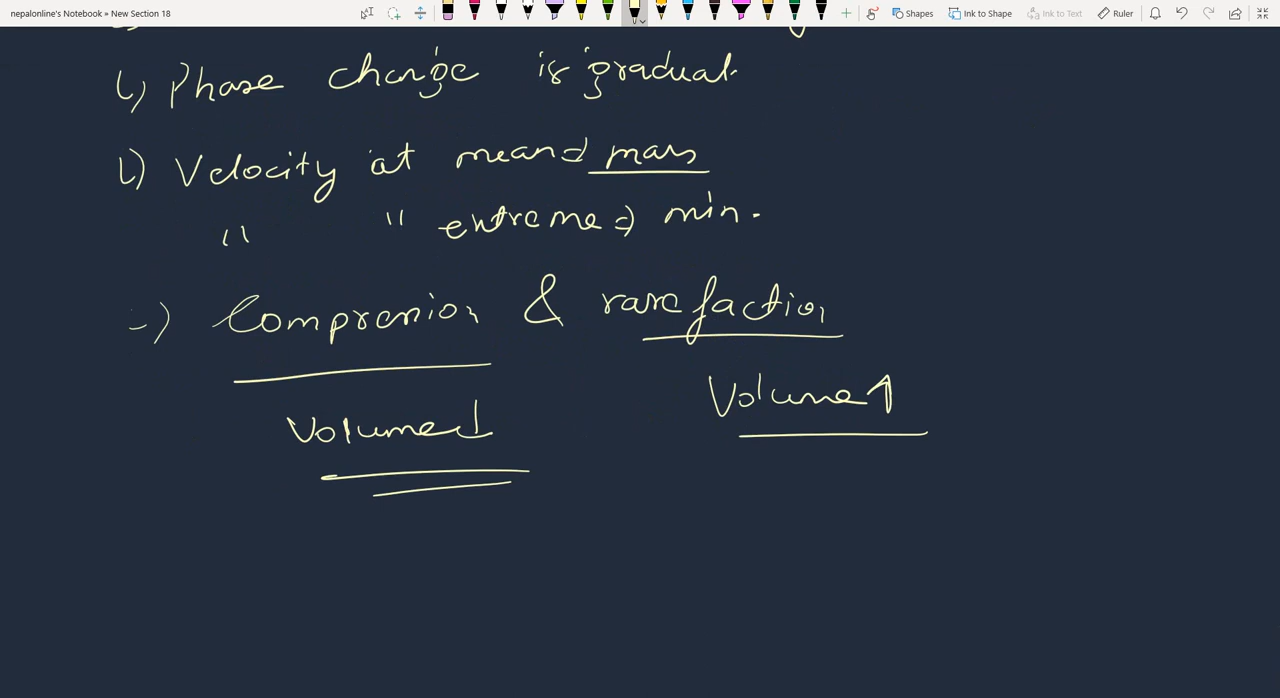 nepalonline's Notebook » New Section 18
Shapes Ink to Shape Ink to Text Ruler
↳ Phase change is gradual.
↳ Velocity at mean ⇒ max
" " extreme ⇒ min.
⇒ Compression & rarefaction
Volume ↓ Volume ↑